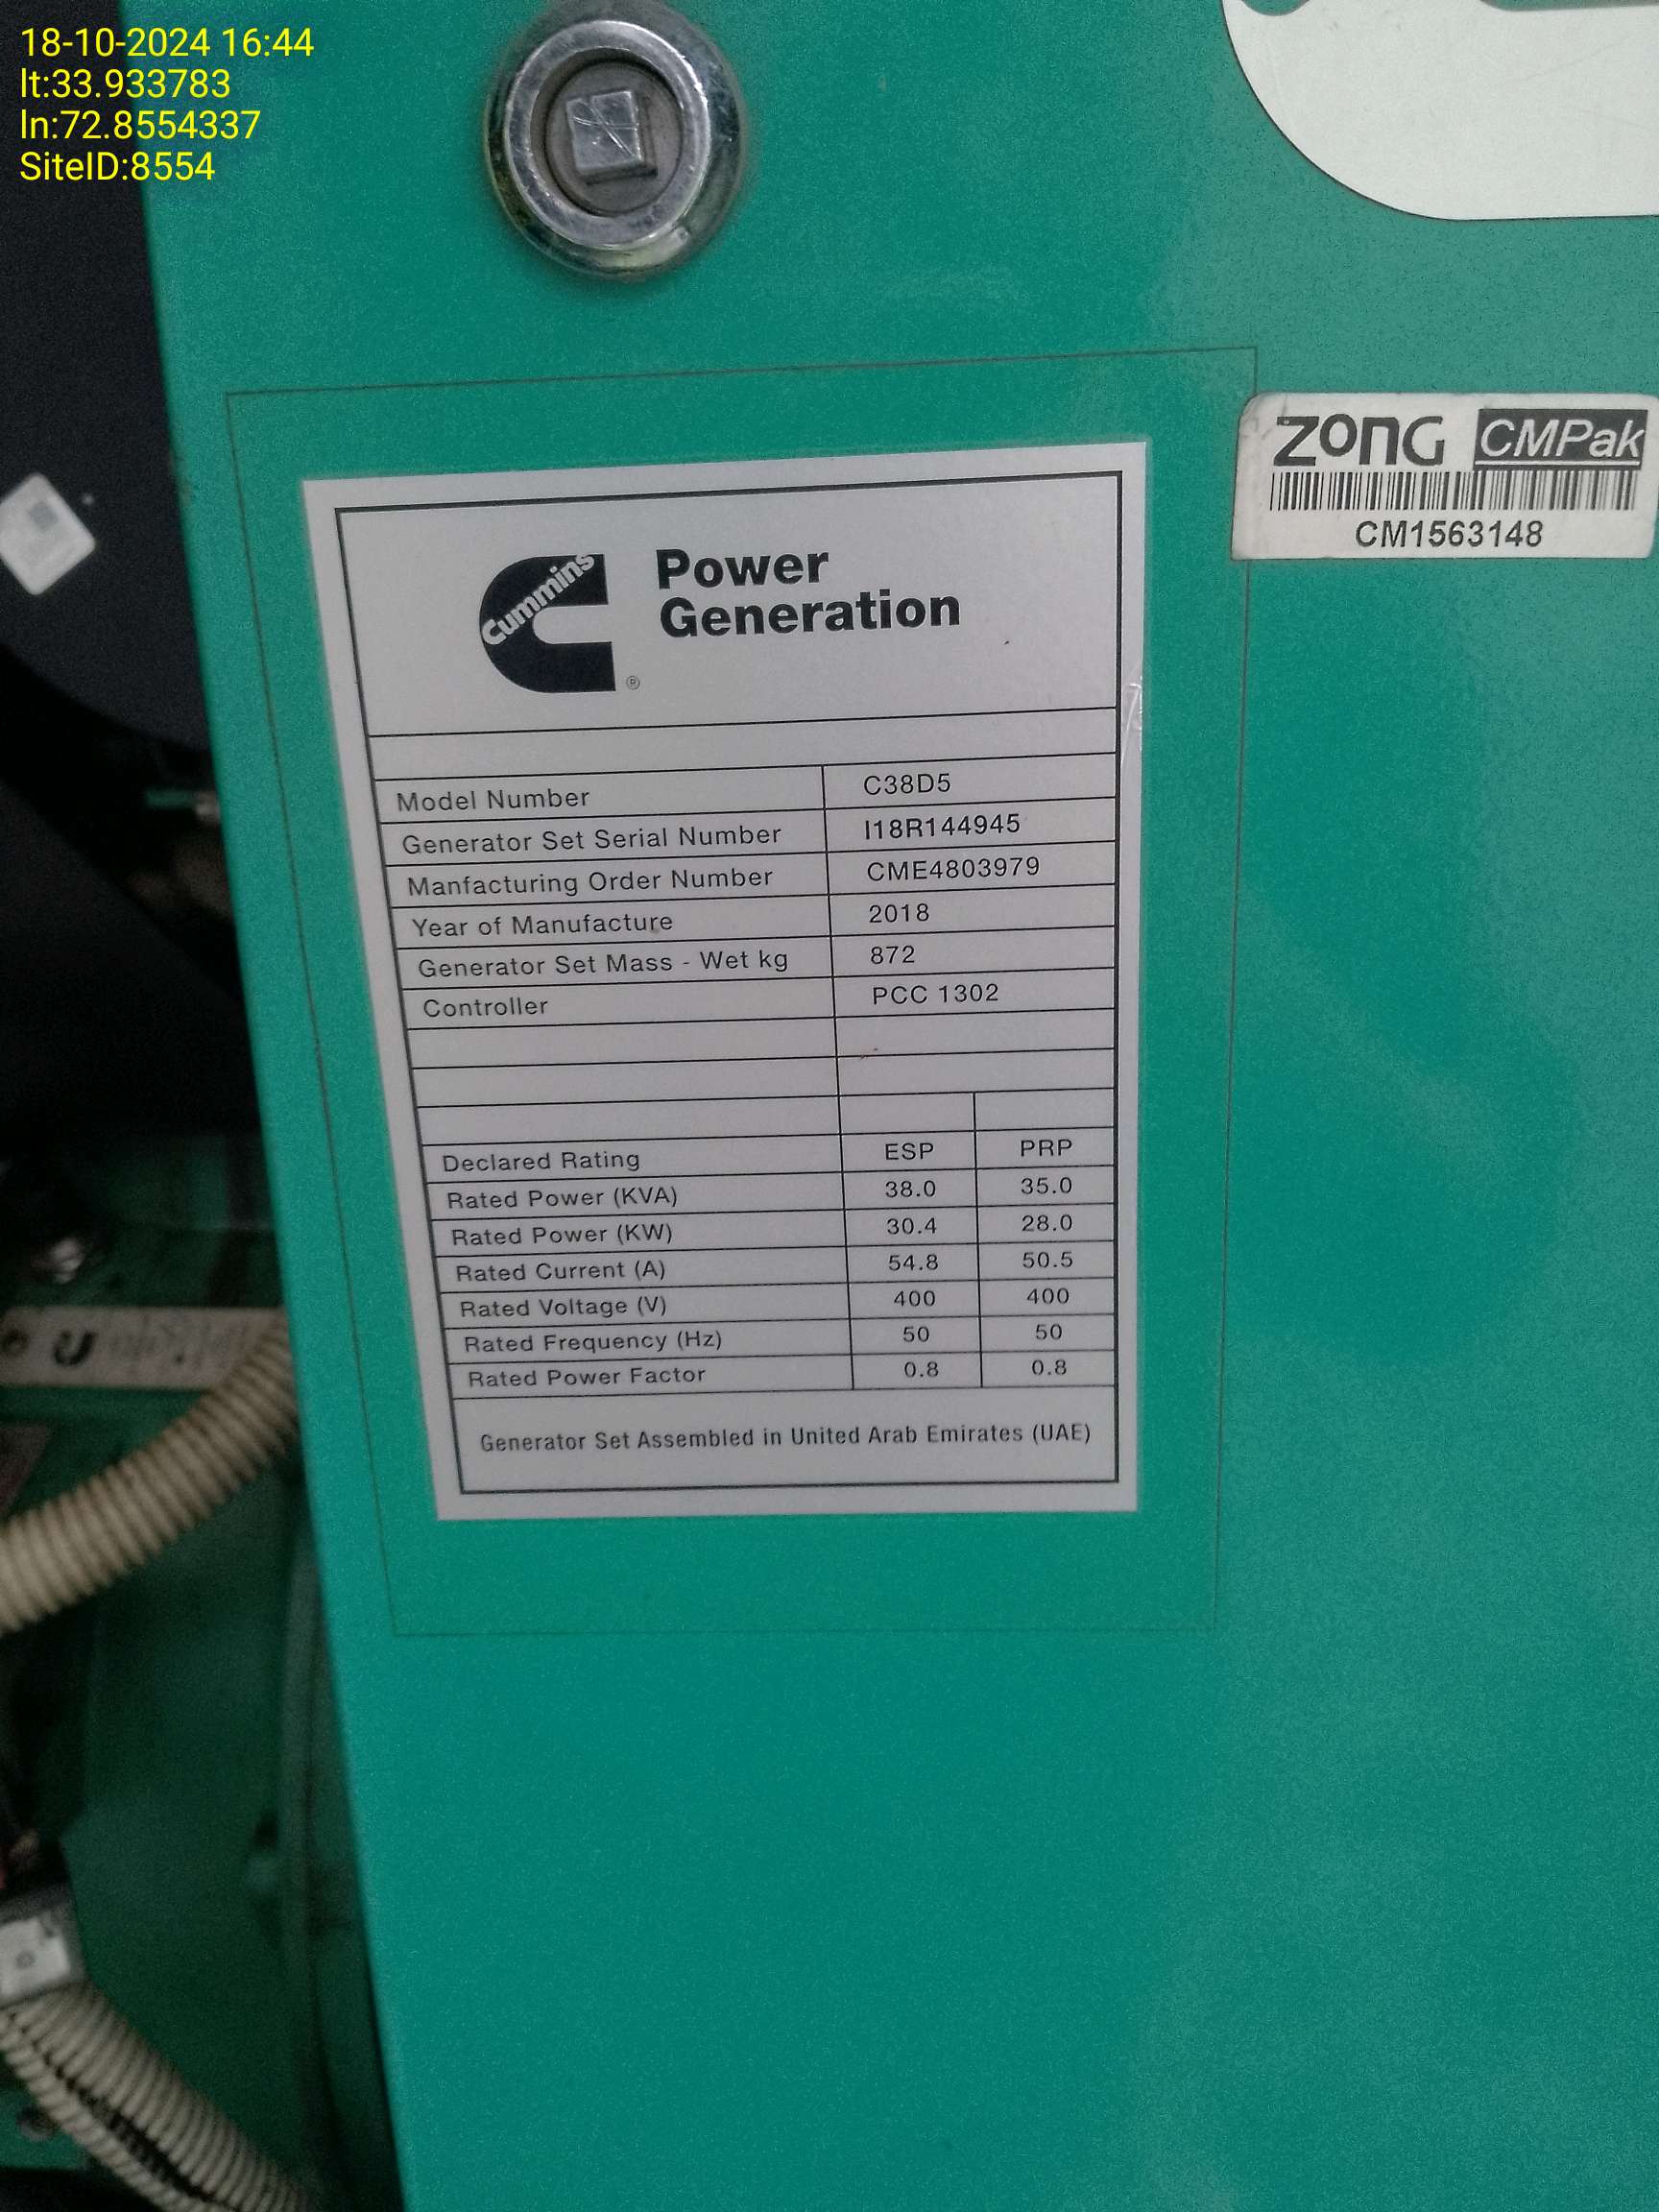 18-10-2024 16:44
lt:33.933783
ln:72.8554337
SiteID:8554
zong CMPak
CM1563148
Cummins
®
Power
Generation
Model Number C38D5
Generator Set Serial Number I18R144945
Manfacturing Order Number CME4803979
Year of Manufacture 2018
Generator Set Mass - Wet kg 872
Controller PCC 1302
Declared Rating ESP PRP
Rated Power (KVA) 38.0 35.0
Rated Power (KW) 30.4 28.0
Rated Current (A) 54.8 50.5
Rated Voltage (V) 400 400
Rated Frequency (Hz) 50 50
Rated Power Factor 0.8 0.8
Generator Set Assembled in United Arab Emirates (UAE)